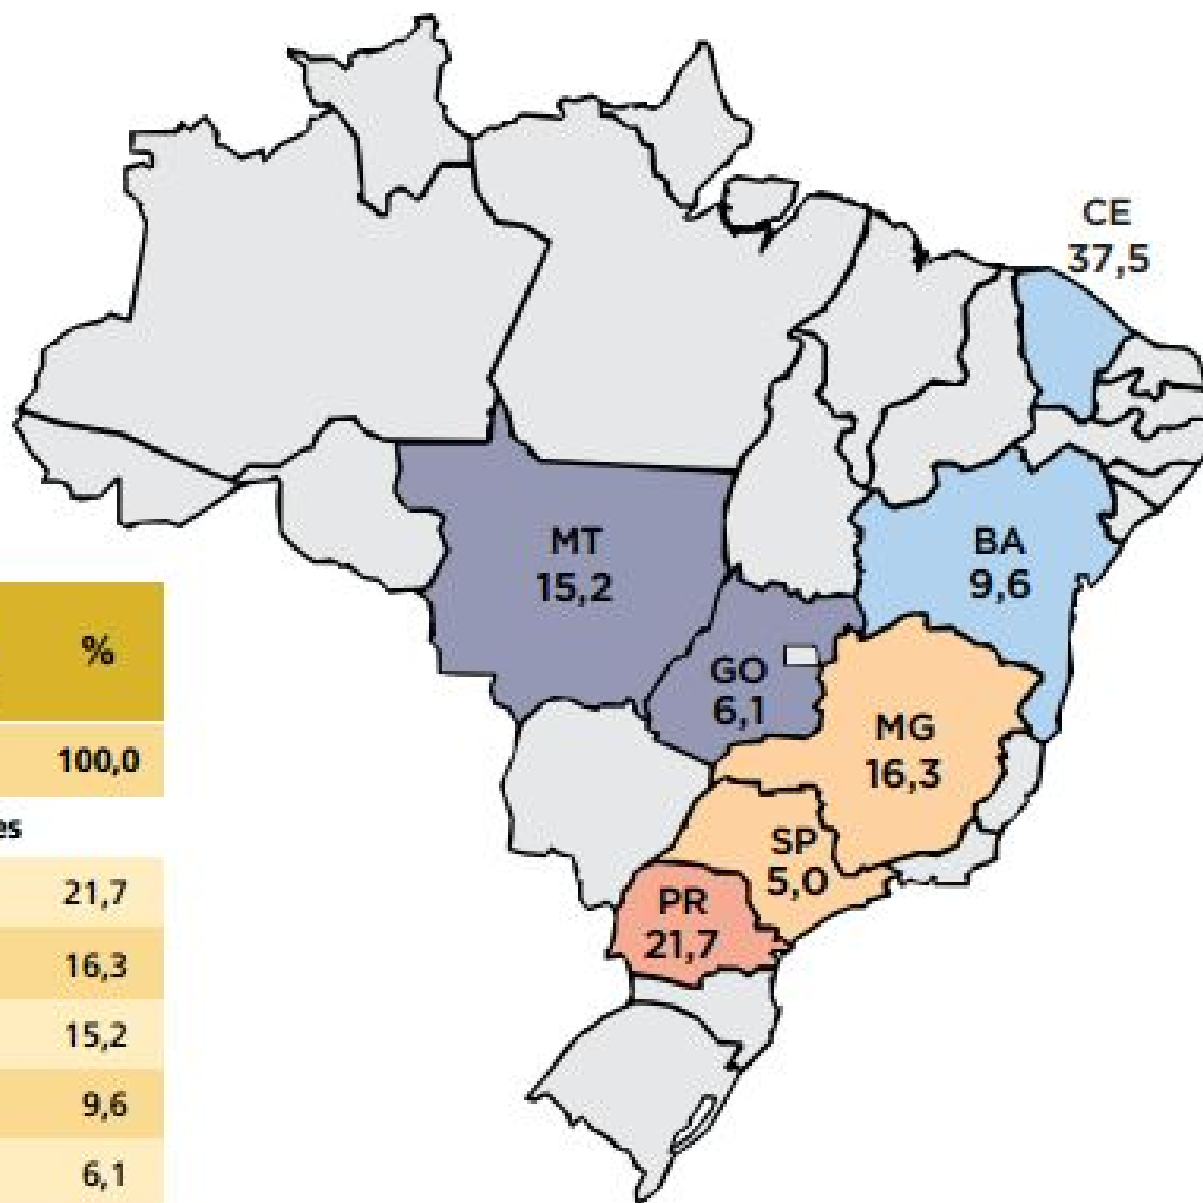 CE
37,5
MT
15,2
BA
9,6
GO
6,1
MG
16,3
SP
5,0
PR
21,7
%
100,0
es
21,7
16,3
15,2
9,6
6,1